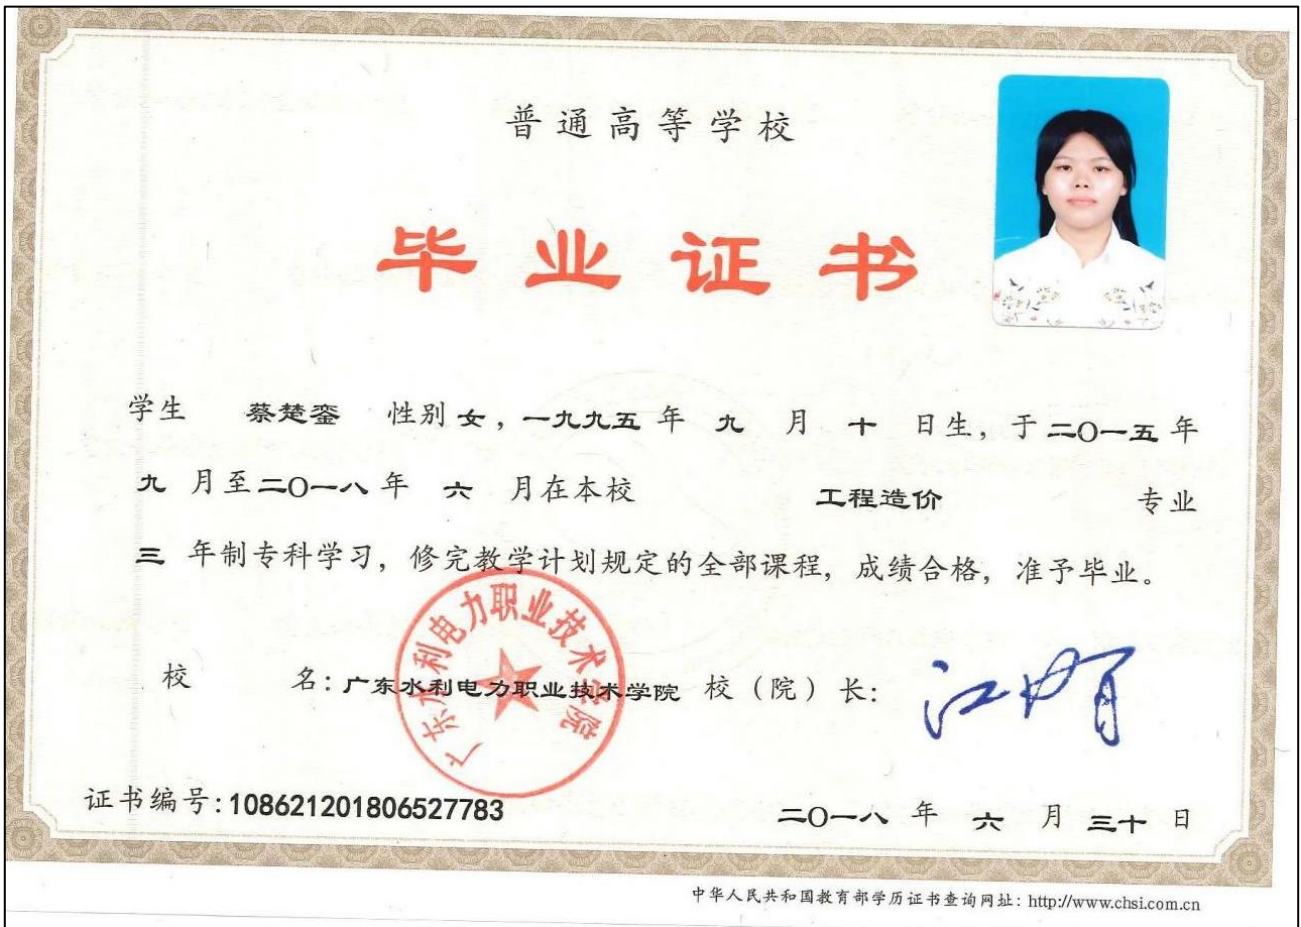 普通高等学校
毕业证书
学生 蔡楚銮 性别 女，一九九五 年 九 月 十 日生，于 二〇一五 年
九 月至 二〇一八 年 六 月在本校 工程造价 专业
三 年制专科学习，修完教学计划规定的全部课程，成绩合格，准予毕业。
广东水利电力职业技术学院
校 名：广东水利电力职业技术学院 校（院）长：
证书编号：108621201806527783 二〇一八 年 六 月 三十 日
中华人民共和国教育部学历证书查询网址：http://www.chsi.com.cn